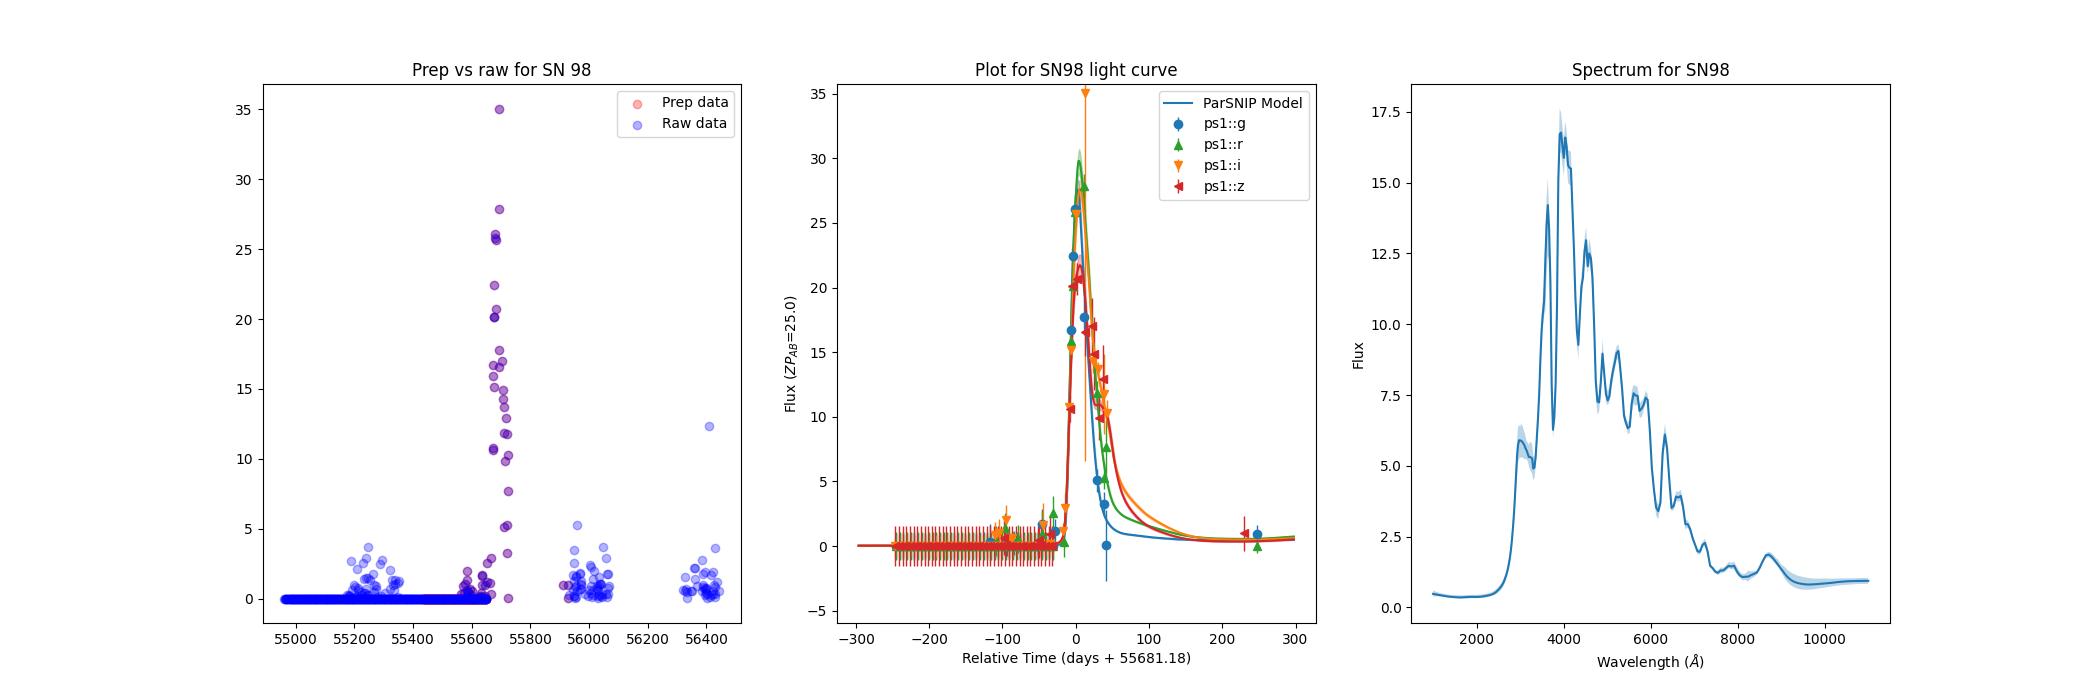 Prep vs raw for SN 98
35
30
25
20
15
10
5
0
55000 55200 55400 55600 55800 56000 56200 56400
Prep data
Raw data
Plot for SN98 light curve
Flux (ZP_AB=25.0)
35
30
25
20
15
10
5
0
−5
−300 −200 −100 0 100 200 300
Relative Time (days + 55681.18)
ParSNIP Model
ps1::g
ps1::r
ps1::i
ps1::z
Spectrum for SN98
Flux
17.5
15.0
12.5
10.0
7.5
5.0
2.5
0.0
2000 4000 6000 8000 10000
Wavelength (Å)